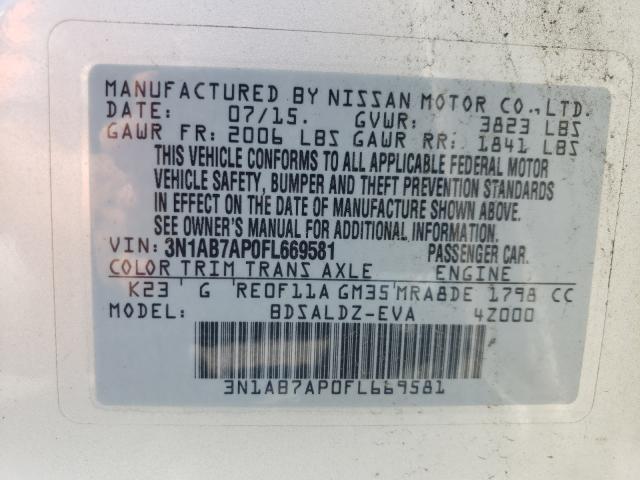 MANUFACTURED BY NISSAN MOTOR CO., LTD.
DATE: 07/15. GVWR: 3823 LBS
GAWR FR: 2006 LBS GAWR RR: 1841 LBS
THIS VEHICLE CONFORMS TO ALL APPLICABLE FEDERAL MOTOR
VEHICLE SAFETY, BUMPER AND THEFT PREVENTION STANDARDS
IN EFFECT ON THE DATE OF MANUFACTURE SHOWN ABOVE.
SEE OWNER'S MANUAL FOR ADDITIONAL INFORMATION.
VIN: 3N1AB7AP0FL669581 PASSENGER CAR.
COLOR TRIM TRANS AXLE ENGINE
K23 G RE0F11A GM35 MRA8DE 1798 CC
MODEL: BDSALDZ-EVA 4Z000
3N1AB7AP0FL669581